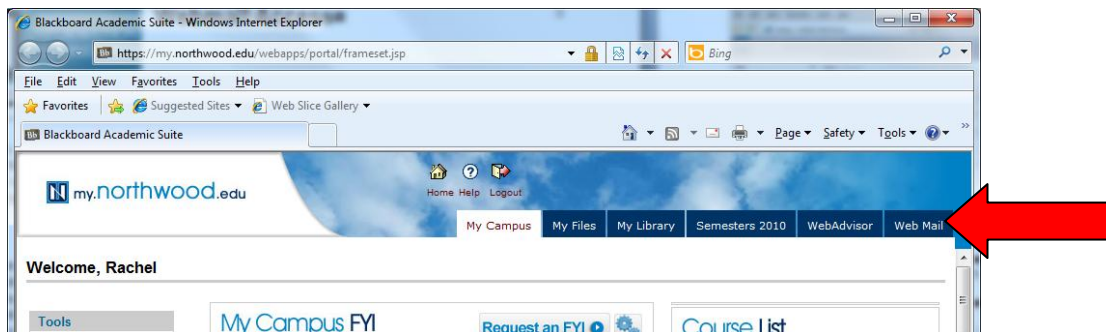 Blackboard Academic Suite - Windows Internet Explorer
https://my.northwood.edu/webapps/portal/frameset.jsp
Bing
File Edit View Favorites Tools Help
Favorites Suggested Sites Web Slice Gallery
Blackboard Academic Suite
Page Safety Tools
my.northwood.edu
Home Help Logout
My Campus My Files My Library Semesters 2010 WebAdvisor Web Mail
Welcome, Rachel
Tools
My Campus FYI
Request an FYI
Course List